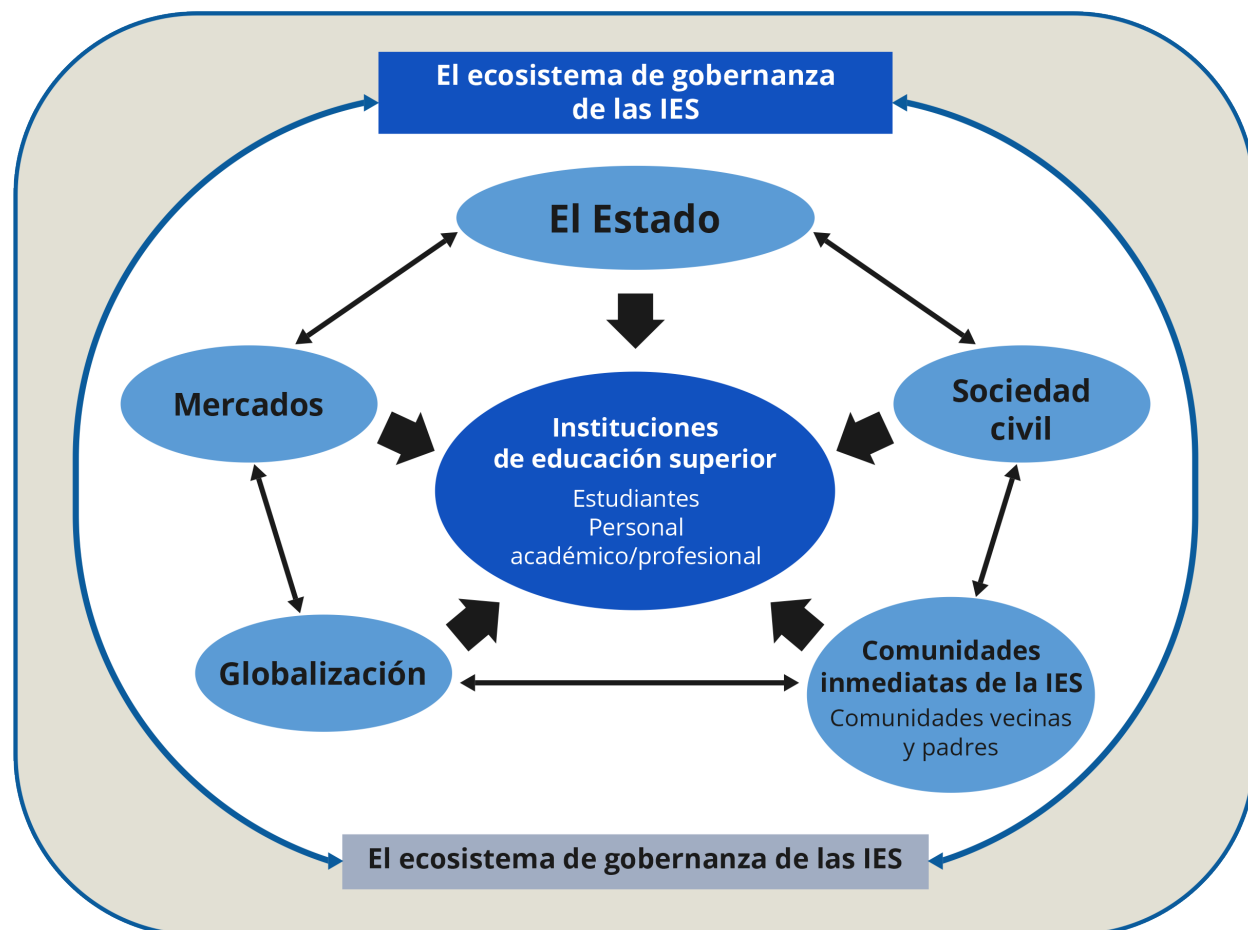 El ecosistema de gobernanza
de las IES
El Estado
Mercados
Sociedad
civil
Instituciones
de educación superior
Estudiantes
Personal
académico/profesional
Globalización
Comunidades
inmediatas de la IES
Comunidades vecinas
y padres
El ecosistema de gobernanza de las IES